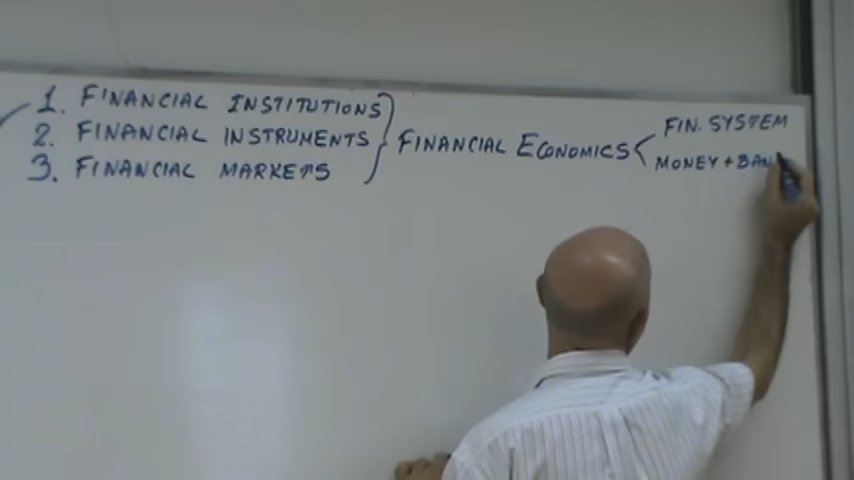 1. FINANCIAL INSTITUTIONS
2. FINANCIAL INSTRUMENTS
3. FINANCIAL MARKETS
FINANCIAL ECONOMICS
FIN. SYSTEM
MONEY + BAN